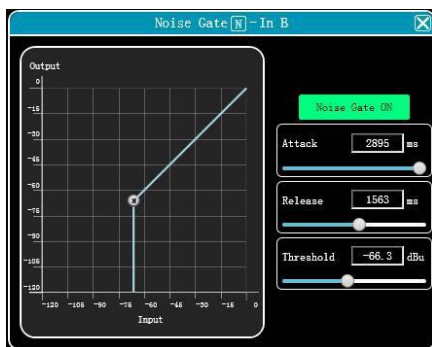 Noise Gate N -In B
Output
0
-15
-30
-45
-60
-75
-90
-105
-120
-120 -105 -90 -75 -60 -45 -30 -15 0
Input
Noise Gate ON
Attack 2895 ms
Release 1563 ms
Threshold -66.3 dBu